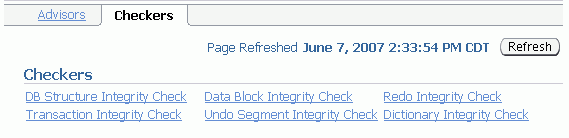 Advisors Checkers
Page Refreshed June 7, 2007 2:33:54 PM CDT Refresh
Checkers
DB Structure Integrity Check Data Block Integrity Check Redo Integrity Check
Transaction Integrity Check Undo Segment Integrity Check Dictionary Integrity Check